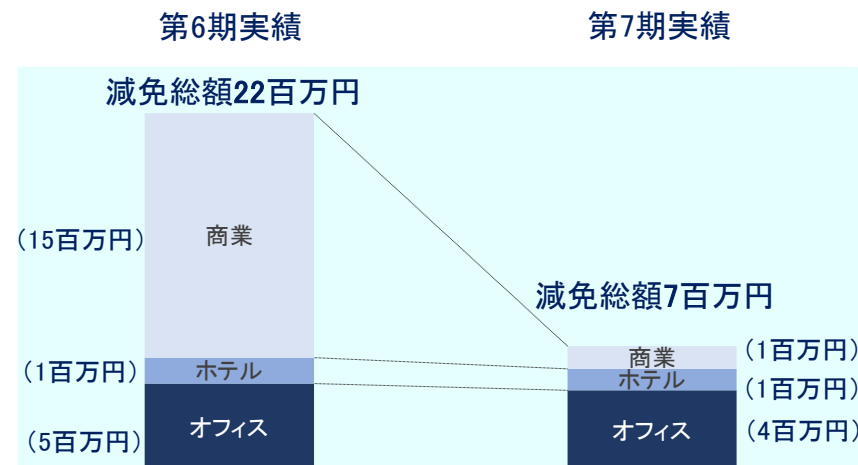 第6期実績
第7期実績
減免総額22百万円
（15百万円）
商業
（1百万円）
ホテル
（5百万円）
オフィス
減免総額7百万円
商業
（1百万円）
ホテル
（1百万円）
オフィス
（4百万円）